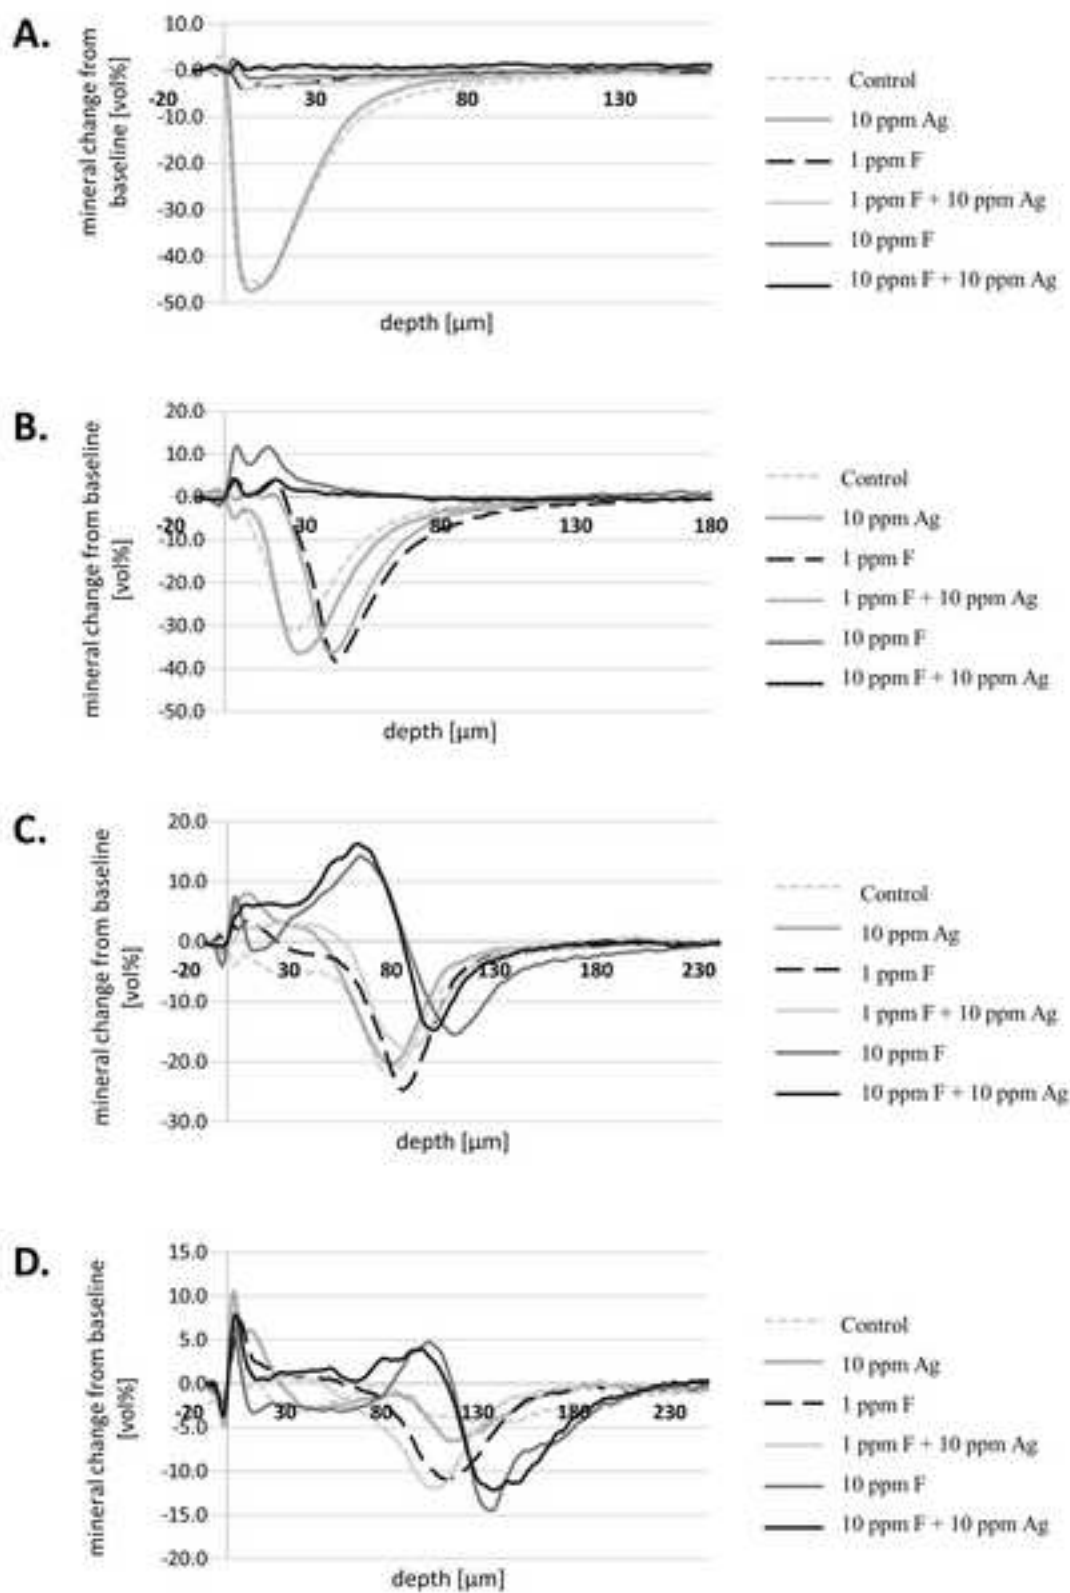 A.
mineral change from
baseline [vol%]
10.0
0.0
-10.0
-20.0
-30.0
-40.0
-50.0
-20 30 80 130
depth [µm]
Control
10 ppm Ag
1 ppm F
1 ppm F + 10 ppm Ag
10 ppm F
10 ppm F + 10 ppm Ag
B.
mineral change from baseline
[vol%]
20.0
10.0
0.0
-10.0
-20.0
-30.0
-40.0
-50.0
-20 30 80 130 180
depth [µm]
Control
10 ppm Ag
1 ppm F
1 ppm F + 10 ppm Ag
10 ppm F
10 ppm F + 10 ppm Ag
C.
mineral change from baseline
[vol%]
20.0
10.0
0.0
-10.0
-20.0
-30.0
-20 30 80 130 180 230
depth [µm]
Control
10 ppm Ag
1 ppm F
1 ppm F + 10 ppm Ag
10 ppm F
10 ppm F + 10 ppm Ag
D.
mineral change from baseline
[vol%]
15.0
10.0
5.0
0.0
-5.0
-10.0
-15.0
-20.0
-20 30 80 130 180 230
depth [µm]
Control
10 ppm Ag
1 ppm F
1 ppm F + 10 ppm Ag
10 ppm F
10 ppm F + 10 ppm Ag